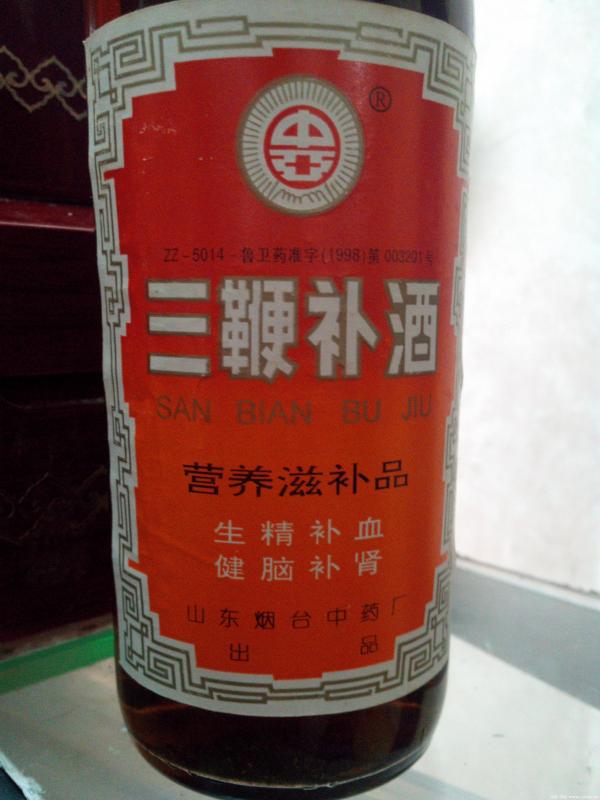 ®
ZZ-5014-鲁卫药准字(1998)第003201号
三鞭补酒
SAN BIAN BU JIU
营养滋补品
生精补血
健脑补肾
山东烟台中药厂
出品